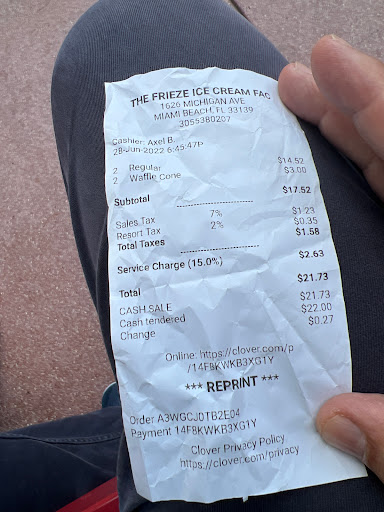 THE FRIEZE ICE CREAM FAC
1626 MICHIGAN AVE
MIAMI BEACH, FL 33139
3055380207
Cashier: Axel B.
28-Jun-2022 6:45:47P
2 Regular $14.52
2 Waffle Cone $3.00
Subtotal $17.52
Sales Tax 7% $1.23
Resort Tax 2% $0.35
Total Taxes $1.58
Service Charge (15.0%) $2.63
Total $21.73
CASH SALE $21.73
Cash tendered $22.00
Change $0.27
Online: https://clover.com/p
/14FBKWKB3XG1Y
*** REPRINT ***
Order A3WGCJDTB2E04
Payment 14FBKWKB3XG1Y
Clover Privacy Policy
https://clover.com/privacy